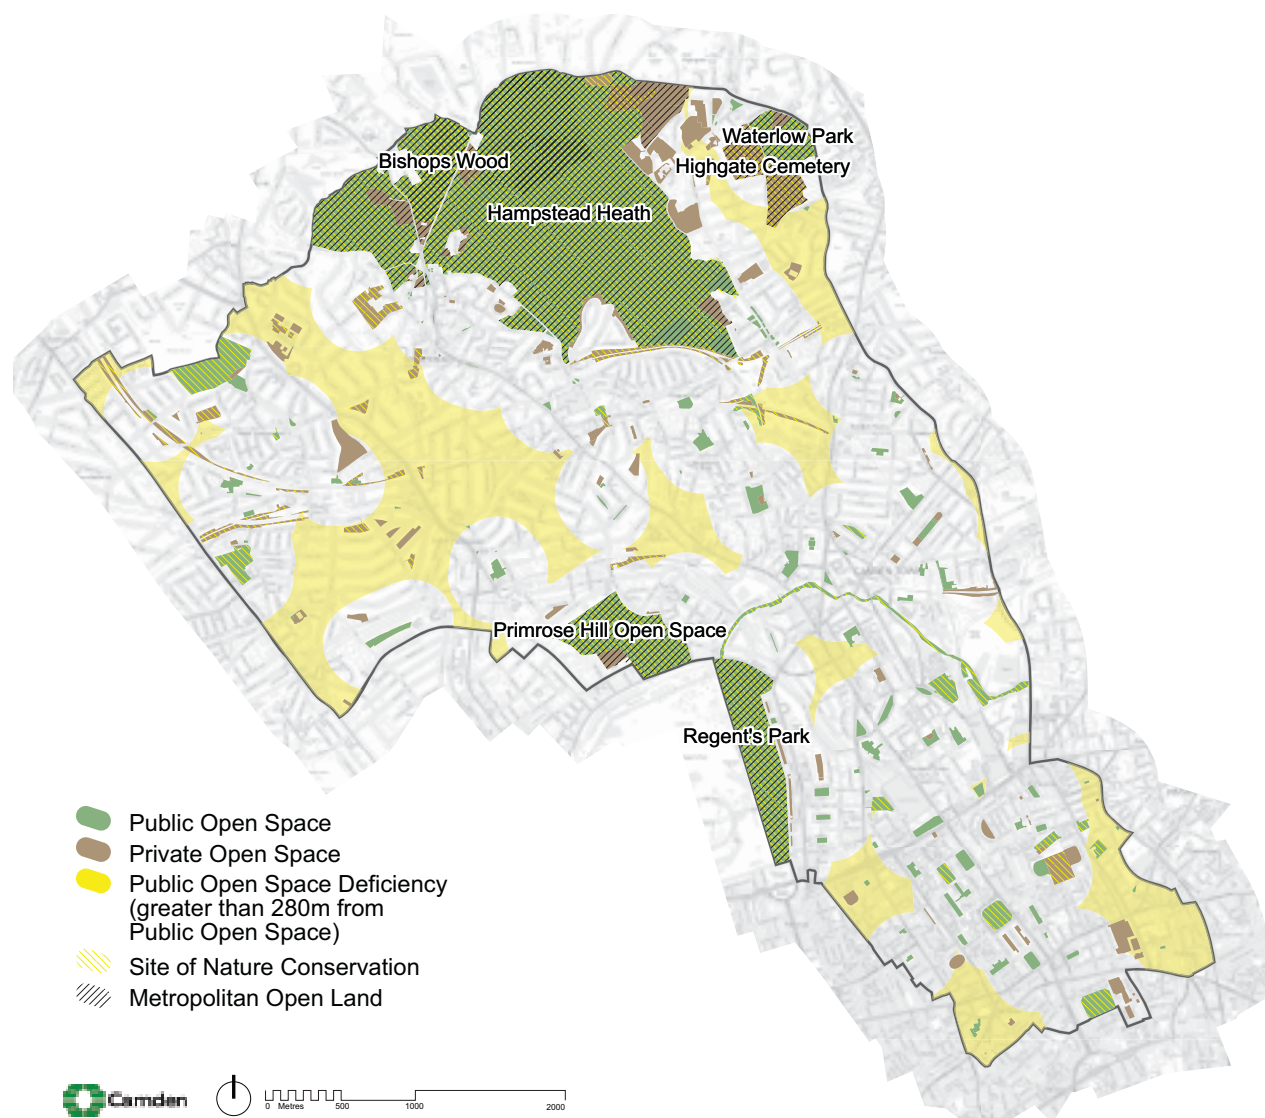 Waterlow Park
Bishops Wood
Highgate Cemetery
Hampstead Heath
Primrose Hill Open Space
Regent's Park
Public Open Space
Private Open Space
Public Open Space Deficiency
(greater than 280m from
Public Open Space)
Site of Nature Conservation
Metropolitan Open Land
Camden
0 Metres 500 1000 2000